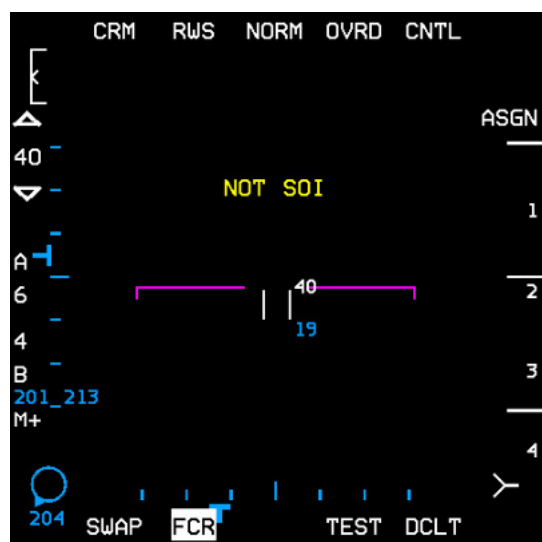 CRM RWS NORM OVRD CNTL
ASGN
40
NOT SOI
1
A
6
40
2
19
4
B
3
201_213
M+
4
204
SWAP FCR TEST DCLT